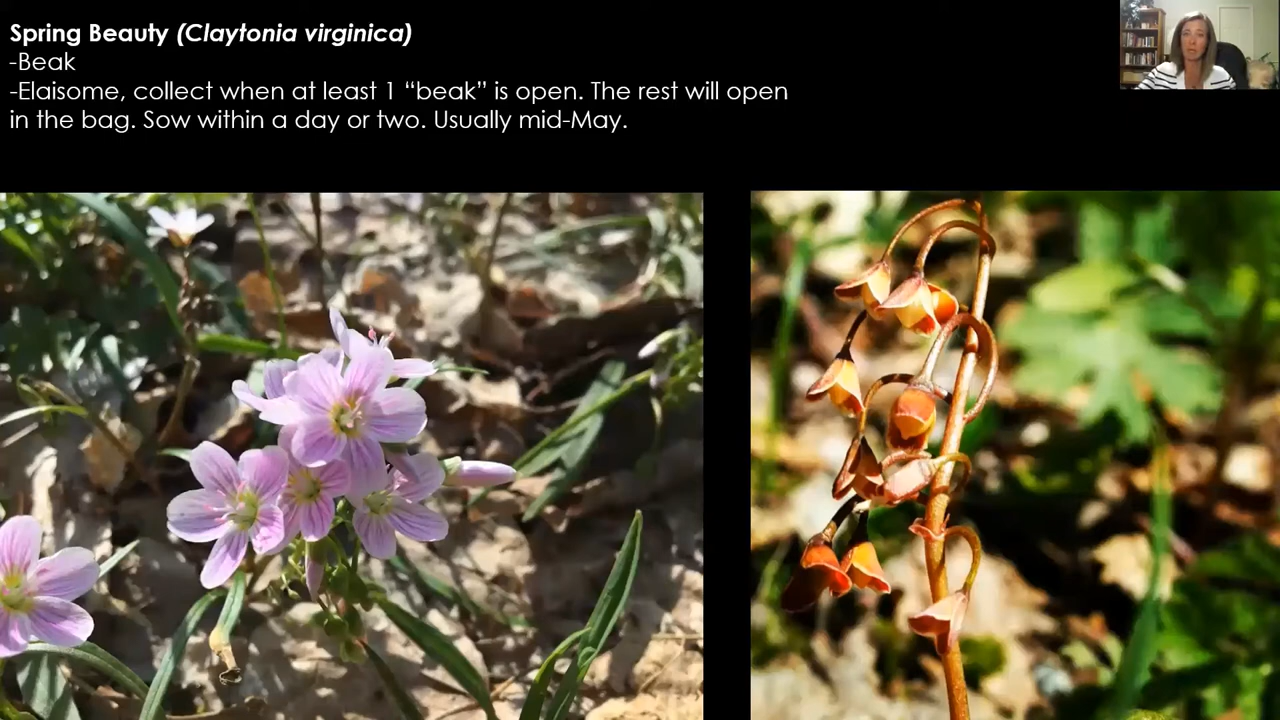 Spring Beauty (Claytonia virginica)
-Beak
-Elaisome, collect when at least 1 “beak” is open. The rest will open
in the bag. Sow within a day or two. Usually mid-May.